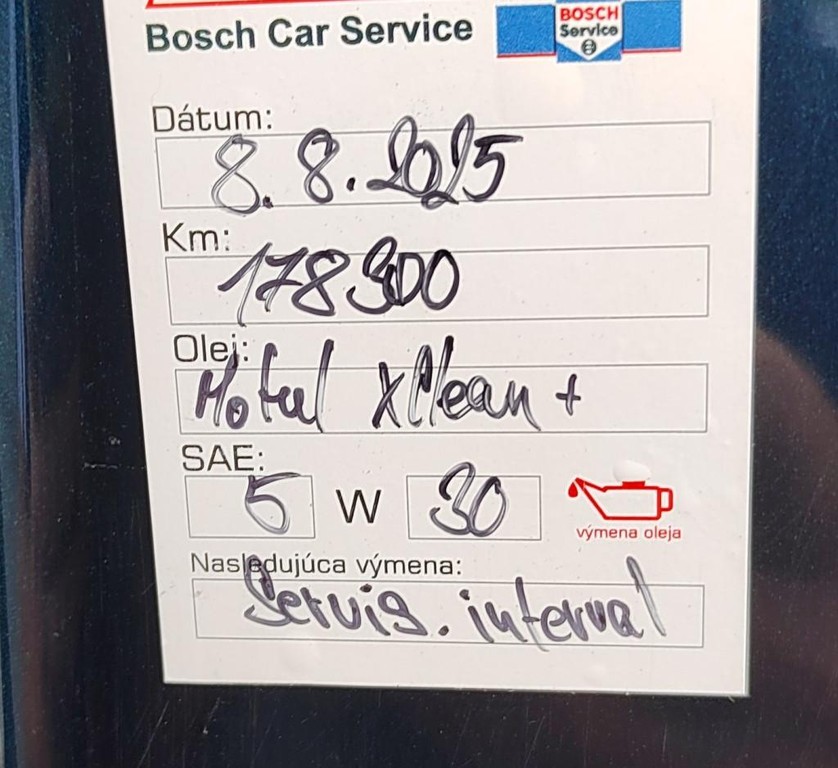 Bosch Car Service
BOSCH
Service
Dátum:
8. 8. 2025
Km:
178300
Olej:
Motul xClean +
SAE:
5 W 30
výmena oleja
Nasledujúca výmena:
Servis. interval